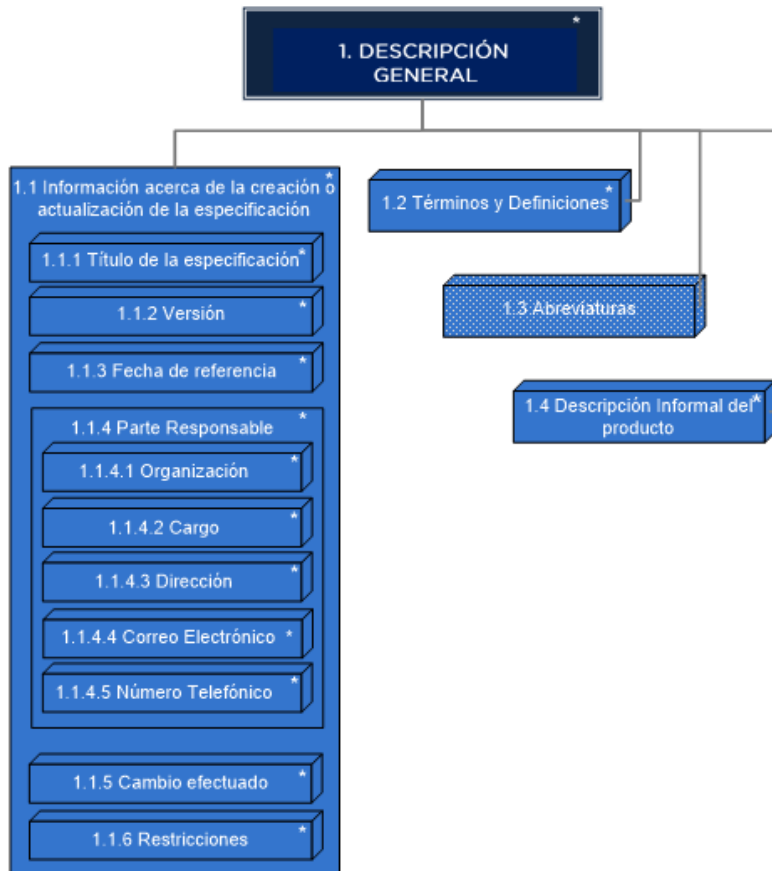 *
1. DESCRIPCIÓN
GENERAL
*
1.1 Información acerca de la creación o
actualización de la especificación
1.1.1 Título de la especificación*
1.1.2 Versión *
1.1.3 Fecha de referencia *
1.1.4 Parte Responsable *
1.1.4.1 Organización *
1.1.4.2 Cargo *
1.1.4.3 Dirección *
1.1.4.4 Correo Electrónico *
1.1.4.5 Número Telefónico *
1.1.5 Cambio efectuado *
1.1.6 Restricciones *
1.2 Términos y Definiciones *
1.3 Abreviaturas
1.4 Descripción Informal del *
producto